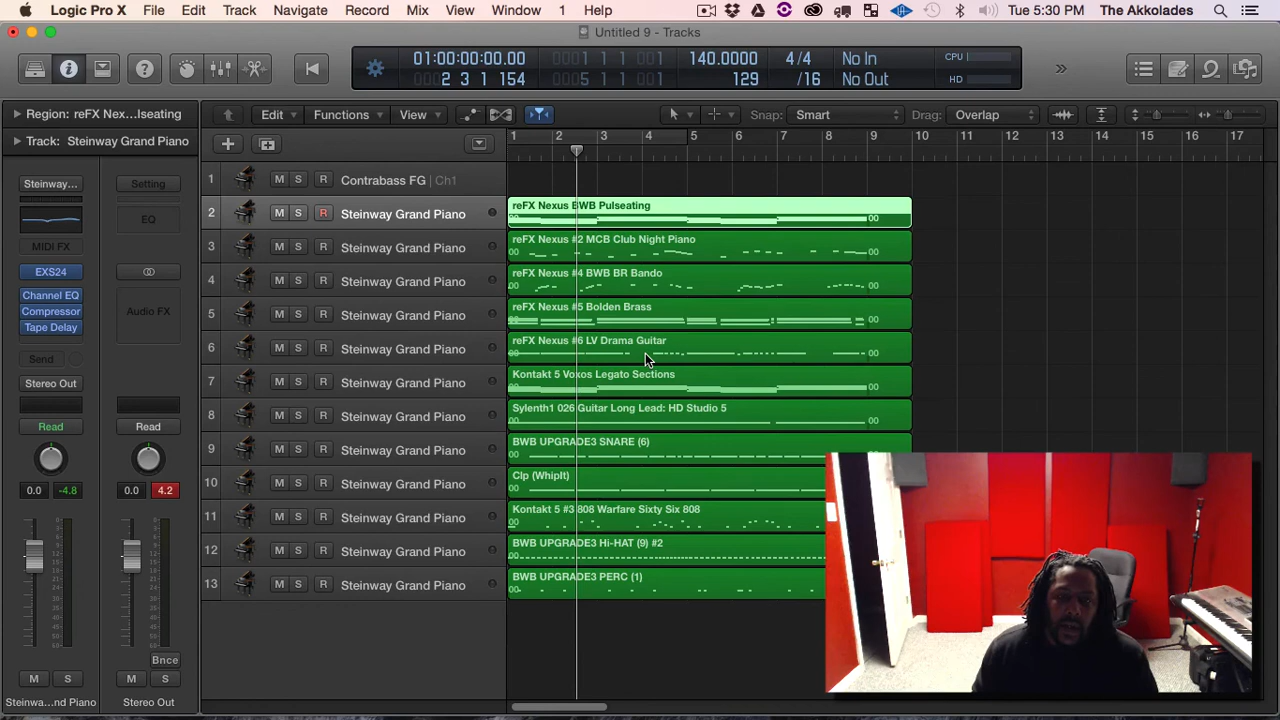 Logic Pro X File Edit Track Navigate Record Mix View Window 1 Help Tue 5:30 PM The Akkolades
Untitled 9 - Tracks
01:00:00:00.00 0001 1 1 001 140.0000 4/4 No In CPU
0002 3 1 154 0005 1 1 001 129 /16 No Out HD
Region: reFX Nex...lseating
Edit Functions View Snap: Smart Drag: Overlap
Track: Steinway Grand Piano
1 2 3 4 5 6 7 8 9 10 11 12 13 14 15 16 17
1 M S R Contrabass FG | Ch1
2 M S R Steinway Grand Piano reFX Nexus BWB Pulseating
3 M S R Steinway Grand Piano reFX Nexus #2 MCB Club Night Piano
4 M S R Steinway Grand Piano reFX Nexus #4 BWB BR Bando
5 M S R Steinway Grand Piano reFX Nexus #5 Bolden Brass
6 M S R Steinway Grand Piano reFX Nexus #6 LV Drama Guitar
7 M S R Steinway Grand Piano Kontakt 5 Voxos Legato Sections
8 M S R Steinway Grand Piano Sylenth1 026 Guitar Long Lead: HD Studio 5
9 M S R Steinway Grand Piano BWB UPGRADE3 SNARE (6)
10 M S R Steinway Grand Piano Clp (WhipIt)
11 M S R Steinway Grand Piano Kontakt 5 #3 808 Warfare Sixty Six 808
12 M S R Steinway Grand Piano BWB UPGRADE3 Hi-HAT (9) #2
13 M S R Steinway Grand Piano BWB UPGRADE3 PERC (1)
Steinway... Setting
EQ
MIDI FX
EXS24
Channel EQ
Compressor Audio FX
Tape Delay
Send
Stereo Out
Read Read
0.0 -4.8 0.0 4.2
Bnce
M S M S
Steinwa...nd Piano Stereo Out